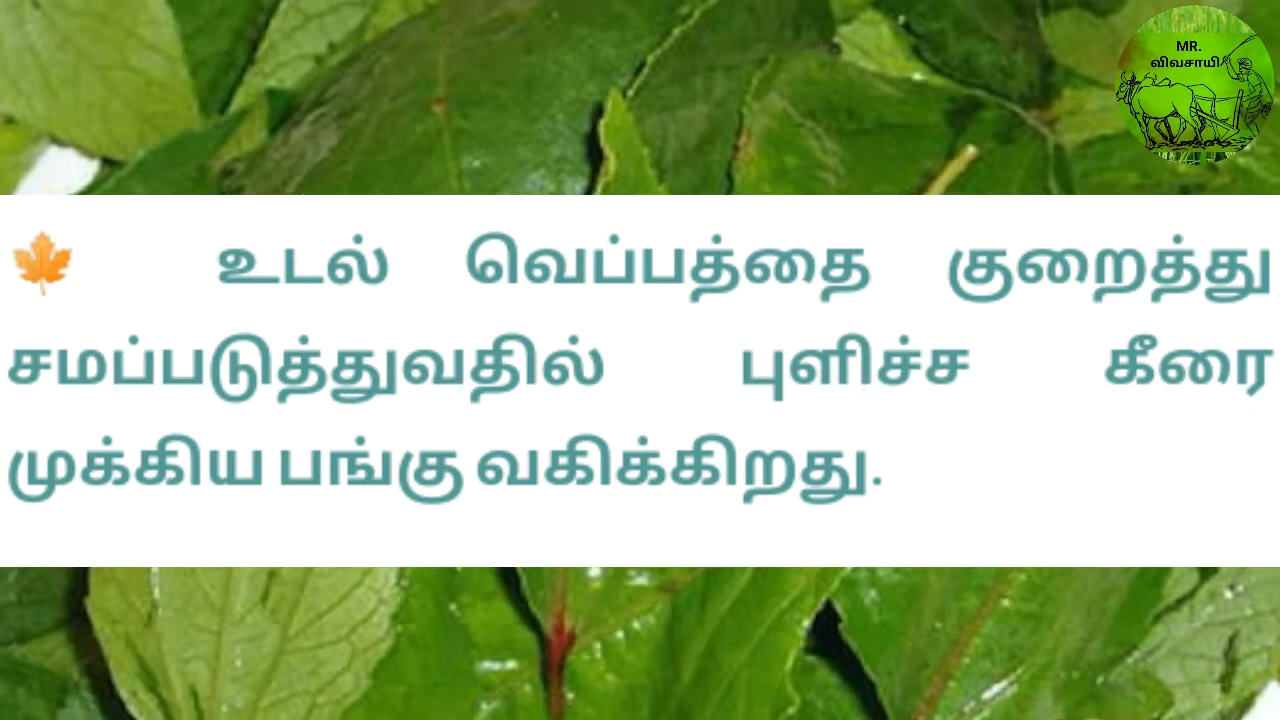 MR.
விவசாயி
🍁 உடல் வெப்பத்தை குறைத்து
சமப்படுத்துவதில் புளிச்ச கீரை
முக்கிய பங்கு வகிக்கிறது.